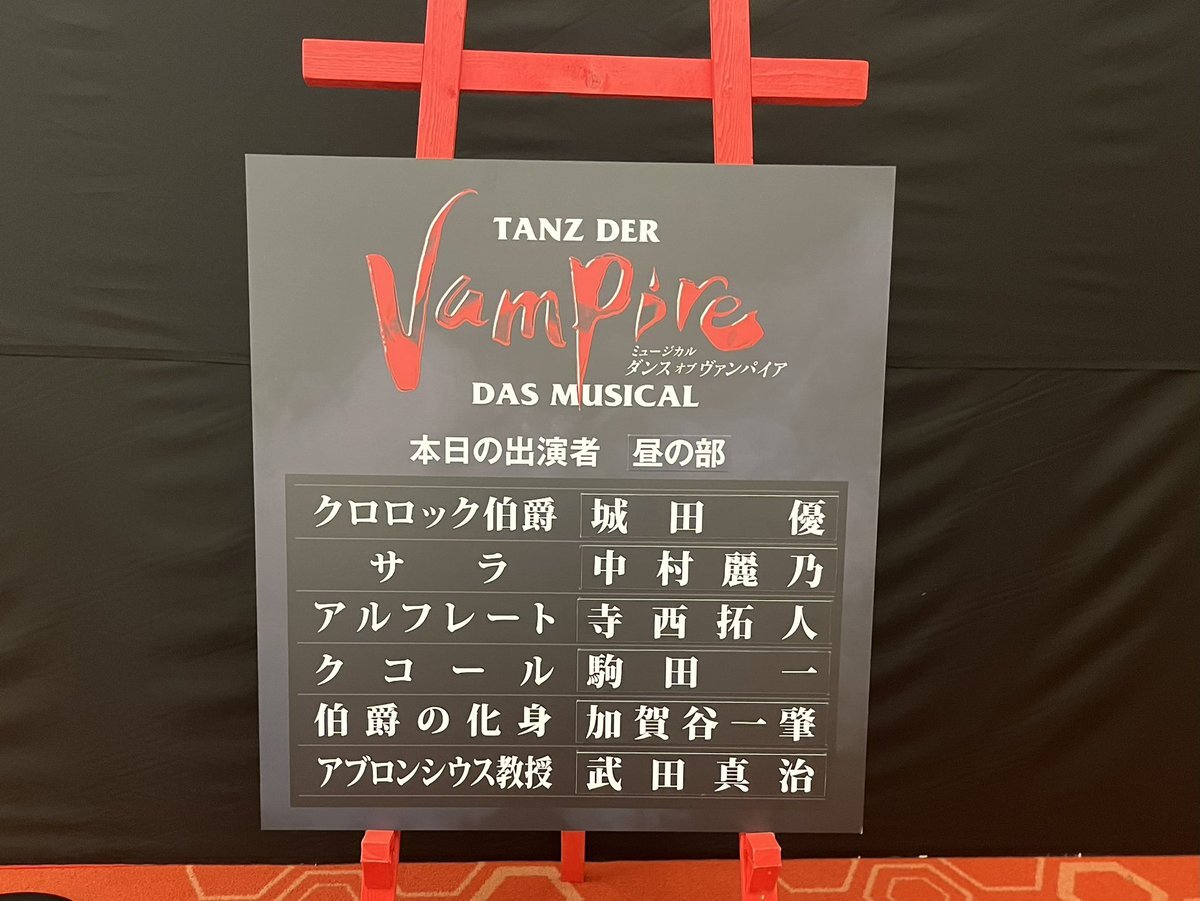 TANZ DER
Vampire
ミュージカル
ダンス オブ ヴァンパイア
DAS MUSICAL
本日の出演者 昼の部
クロロック伯爵 城田 優
サラ 中村麗乃
アルフレート 寺西拓人
クコール 駒田 一
伯爵の化身 加賀谷一肇
アブロンシウス教授 武田真治